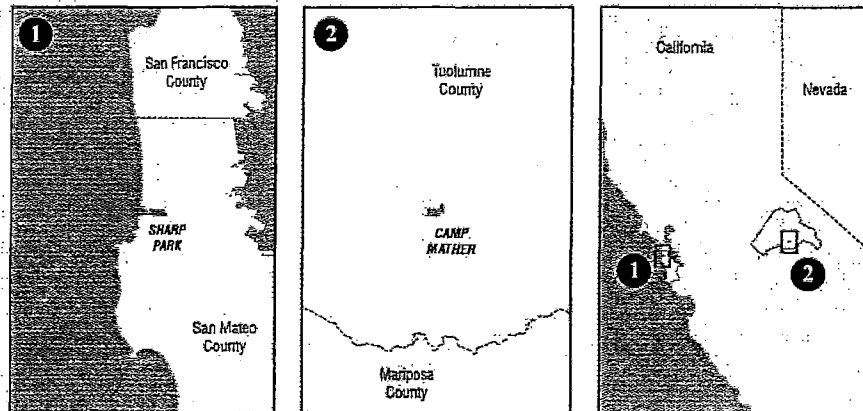 1
San Francisco
County
SHARP
PARK
San Mateo
County
2
Tuolumne
County
CAMP
MATHER
Mariposa
County
California
Nevada
1
2